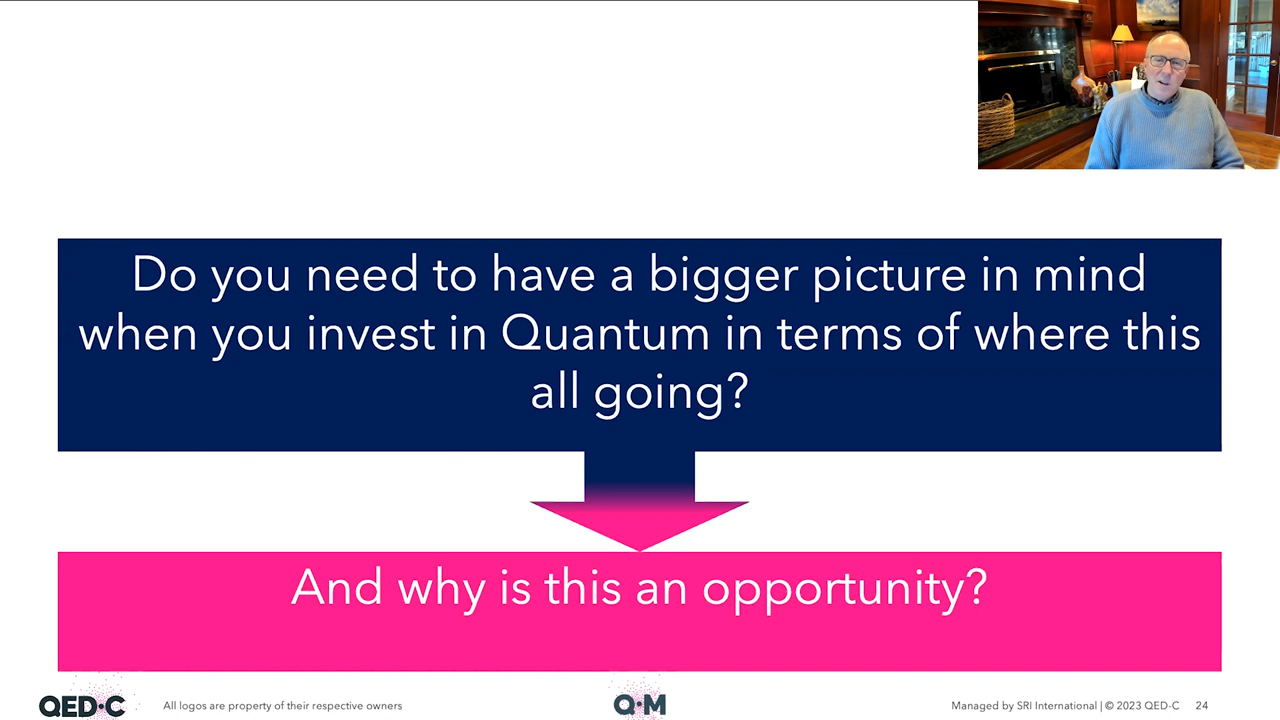 Do you need to have a bigger picture in mind
when you invest in Quantum in terms of where this
all going?
And why is this an opportunity?
QED·C
All logos are property of their respective owners
Q·M
Managed by SRI International | © 2023 QED-C
24